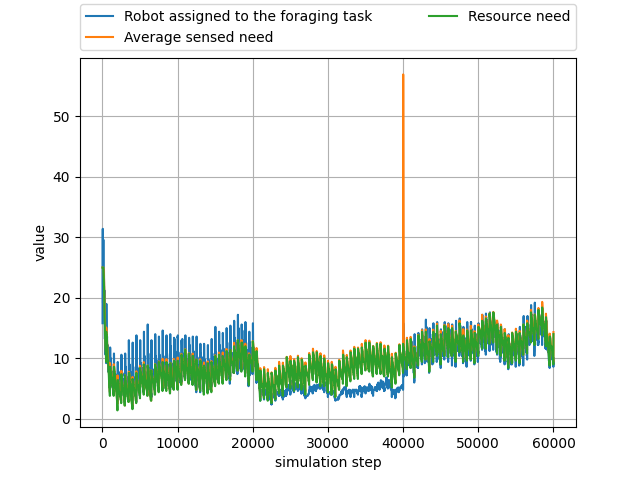 Robot assigned to the foraging task
Resource need
Average sensed need
50
40
30
20
10
0
value
0 10000 20000 30000 40000 50000 60000
simulation step